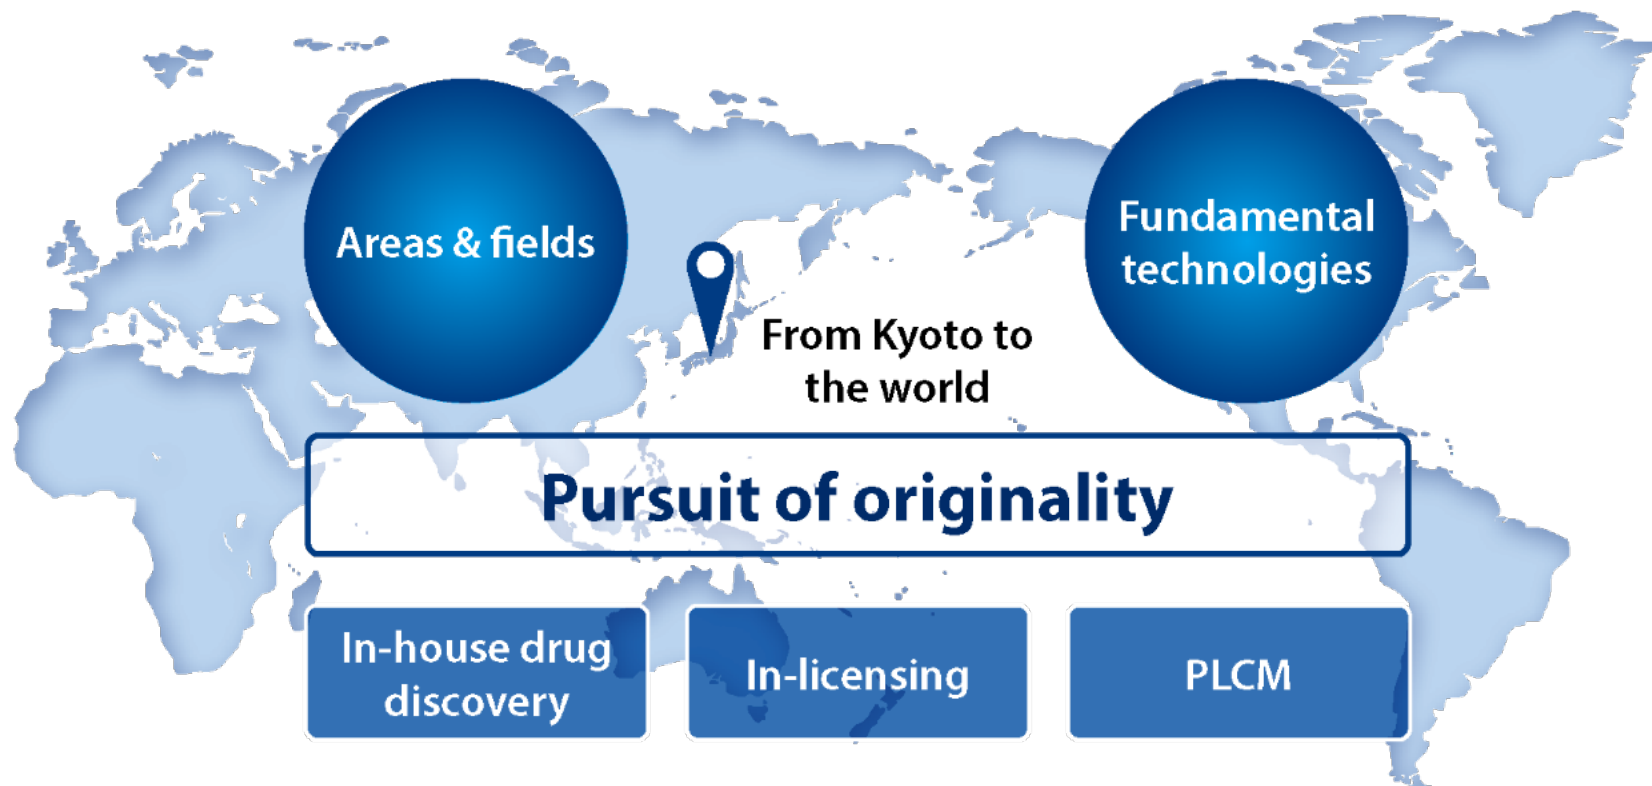 Areas & fields
Fundamental
technologies
From Kyoto to
the world
Pursuit of originality
In-house drug
discovery
In-licensing
PLCM